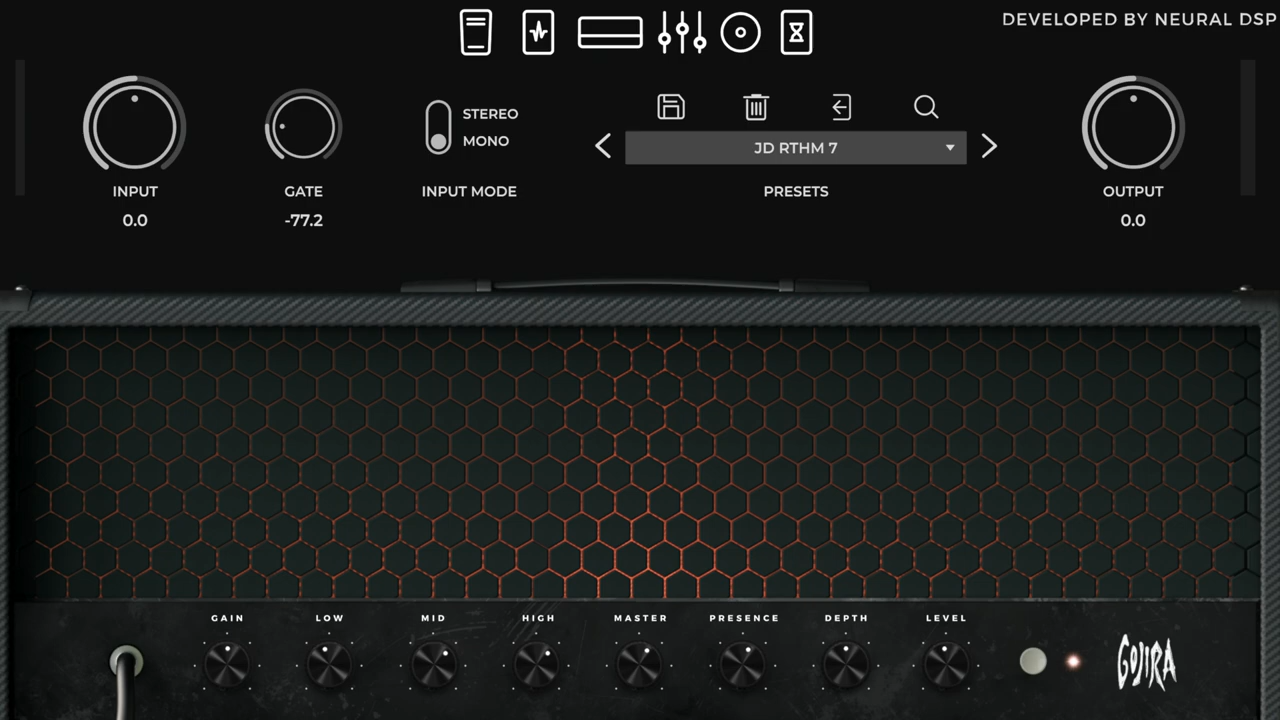 DEVELOPED BY NEURAL DSP
STEREO
MONO
JD RTHM 7
INPUT
GATE
INPUT MODE
PRESETS
OUTPUT
0.0
-77.2
0.0
GAIN
LOW
MID
HIGH
MASTER
PRESENCE
DEPTH
LEVEL
GOJIRA